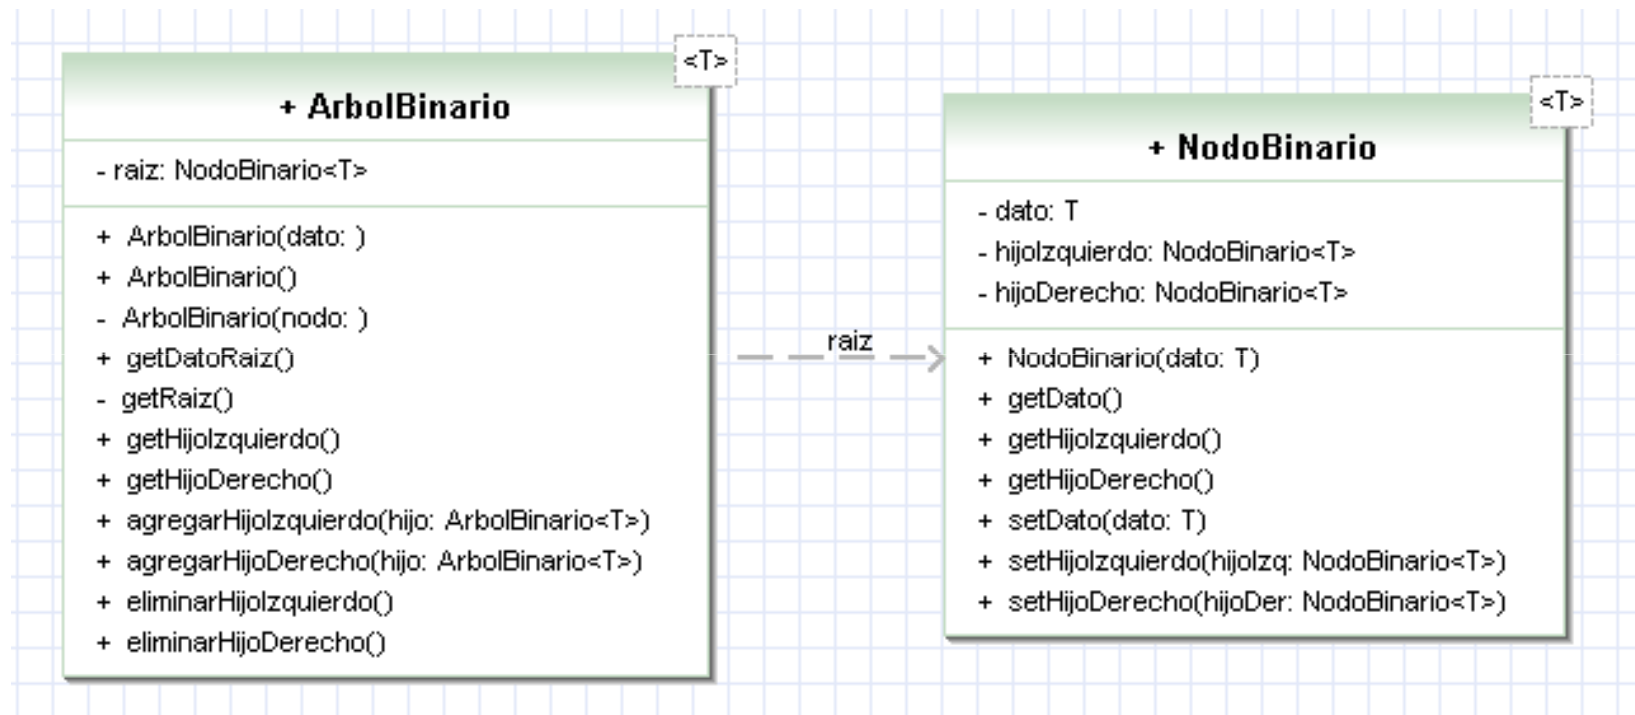 <T>
+ ArbolBinario
- raiz: NodoBinario<T>
+ ArbolBinario(dato: )
+ ArbolBinario()
- ArbolBinario(nodo: )
+ getDatoRaiz()
- getRaiz()
+ getHijoIzquierdo()
+ getHijoDerecho()
+ agregarHijoIzquierdo(hijo: ArbolBinario<T>)
+ agregarHijoDerecho(hijo: ArbolBinario<T>)
+ eliminarHijoIzquierdo()
+ eliminarHijoDerecho()
raiz
<T>
+ NodoBinario
- dato: T
- hijoIzquierdo: NodoBinario<T>
- hijoDerecho: NodoBinario<T>
+ NodoBinario(dato: T)
+ getDato()
+ getHijoIzquierdo()
+ getHijoDerecho()
+ setDato(dato: T)
+ setHijoIzquierdo(hijoIzq: NodoBinario<T>)
+ setHijoDerecho(hijoDer: NodoBinario<T>)